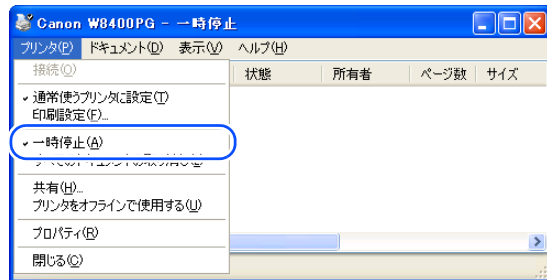 Canon W8400PG - 一時停止
プリンタ(P) ドキュメント(D) 表示(V) ヘルプ(H)
接続(O) 状態 所有者 ページ数 サイズ
通常使うプリンタに設定(T)
印刷設定(F)...
一時停止(A)
共有(H)...
プリンタをオフラインで使用する(U)
プロパティ(R)
閉じる(C)